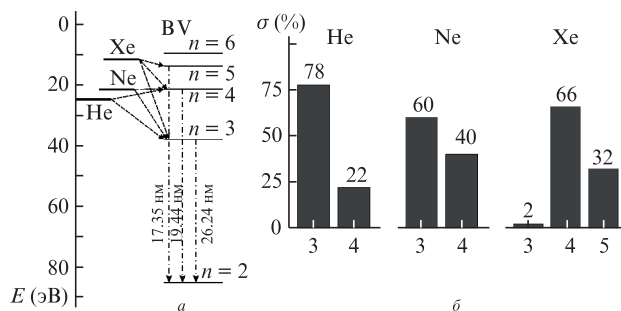 0
20
40
60
80
E (эВ)
BV
Xe
Ne
He
n = 6
n = 5
n = 4
n = 3
n = 2
17.35 нм
19.44 нм
26.24 нм
а
σ (%)
75
50
25
0
He
78
22
3 4
Ne
60
40
3 4
Xe
2
66
32
3 4 5
б